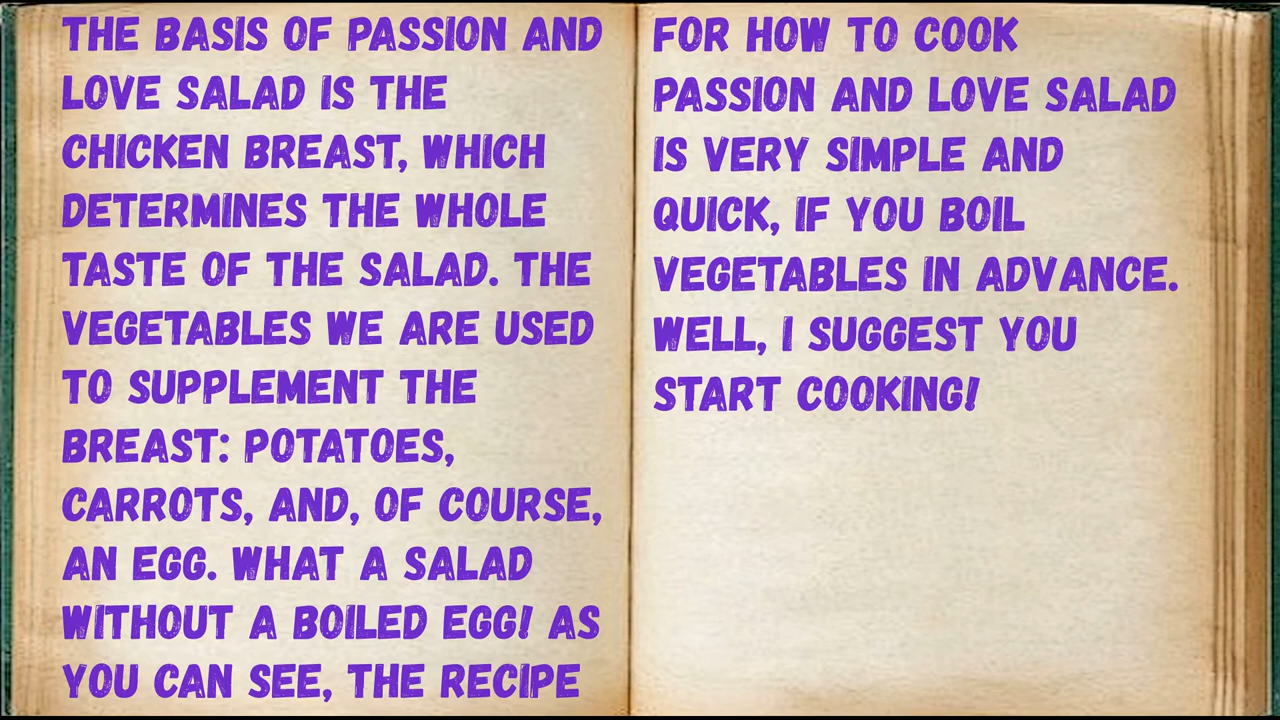 THE BASIS OF PASSION AND
LOVE SALAD IS THE
CHICKEN BREAST, WHICH
DETERMINES THE WHOLE
TASTE OF THE SALAD. THE
VEGETABLES WE ARE USED
TO SUPPLEMENT THE
BREAST: POTATOES,
CARROTS, AND, OF COURSE,
AN EGG. WHAT A SALAD
WITHOUT A BOILED EGG! AS
YOU CAN SEE, THE RECIPE
FOR HOW TO COOK
PASSION AND LOVE SALAD
IS VERY SIMPLE AND
QUICK, IF YOU BOIL
VEGETABLES IN ADVANCE.
WELL, I SUGGEST YOU
START COOKING!